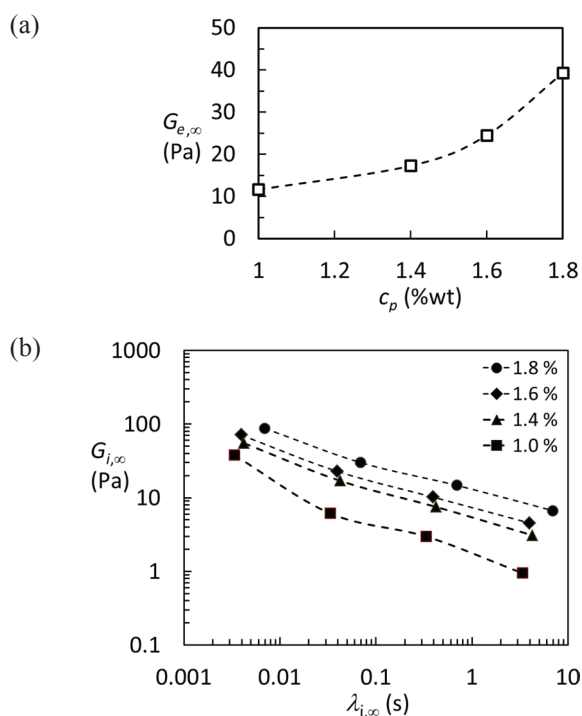 (a)
50
40
30
20
10
0
G_{e,∞}
(Pa)
1 1.2 1.4 1.6 1.8
c_p (%wt)
(b)
1000
100
10
1
0.1
G_{i,∞}
(Pa)
1.8 %
1.6 %
1.4 %
1.0 %
0.001 0.01 0.1 1 10
λ_{i,∞} (s)